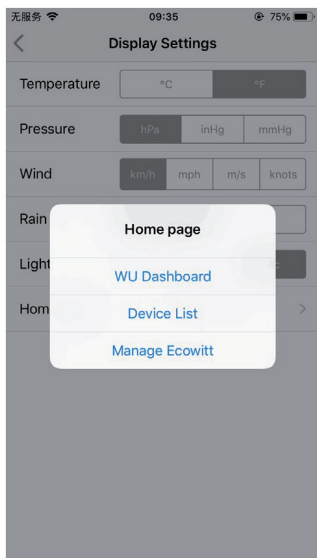 无服务 09:35 75%
Display Settings
Temperature °C °F
Pressure hPa inHg mmHg
Wind km/h mph m/s knots
Rain
Light
Hom
Home page
WU Dashboard
Device List
Manage Ecowitt